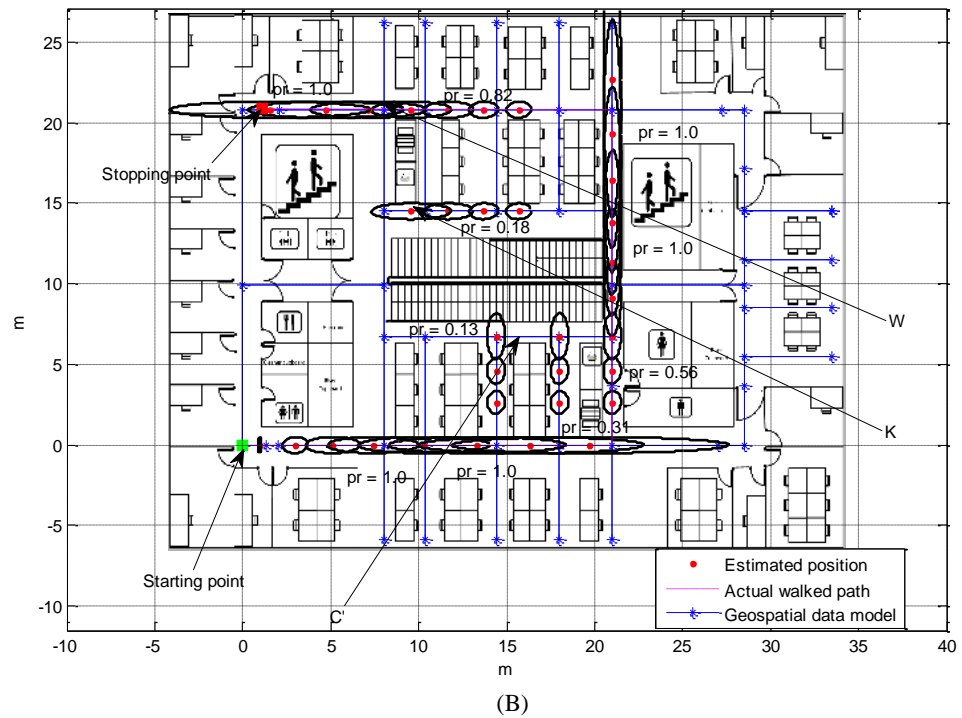 25
pr = 1.0
pr = 0.82
20
pr = 1.0
Stopping point
15
pr = 0.18
pr = 1.0
10
m
W
pr = 0.13
5
pr = 0.56
K
pr = 0.31
0
pr = 1.0
pr = 1.0
-5
Estimated position
Starting point
Actual walked path
-10
C'
Geospatial data model
-10 -5 0 5 10 15 20 25 30 35 40
m
(B)